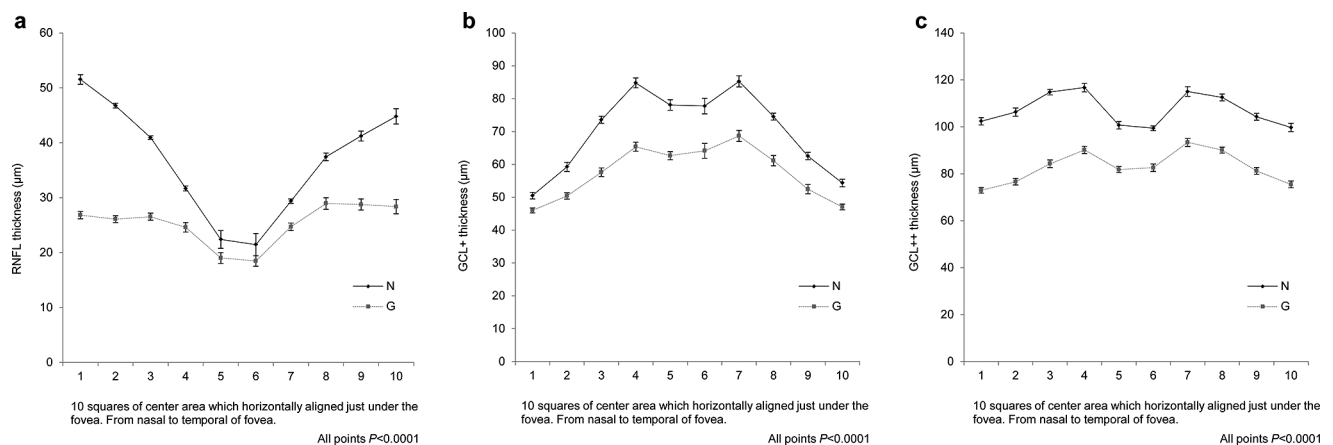 a
60
50
40
30
20
10
0
RNFL thickness (μm)
N
G
1 2 3 4 5 6 7 8 9 10
10 squares of center area which horizontally aligned just under the
fovea. From nasal to temporal of fovea.
All points P<0.0001
b
100
90
80
70
60
50
40
30
20
10
0
GCL+ thickness (μm)
N
G
1 2 3 4 5 6 7 8 9 10
10 squares of center area which horizontally aligned just under the
fovea. From nasal to temporal of fovea.
All points P<0.0001
c
140
120
100
80
60
40
20
0
GCL++ thickness (μm)
N
G
1 2 3 4 5 6 7 8 9 10
10 squares of center area which horizontally aligned just under the
fovea. From nasal to temporal of fovea.
All points P<0.0001